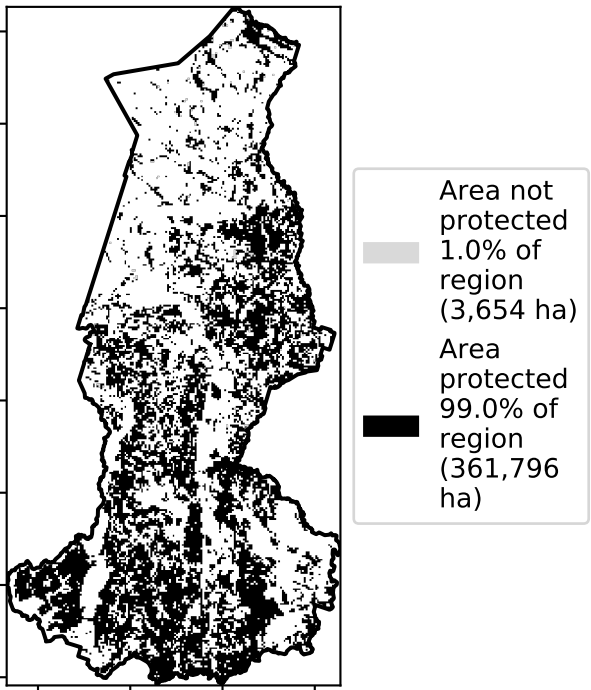 Area not
protected
1.0% of
region
(3,654 ha)
Area
protected
99.0% of
region
(361,796
ha)